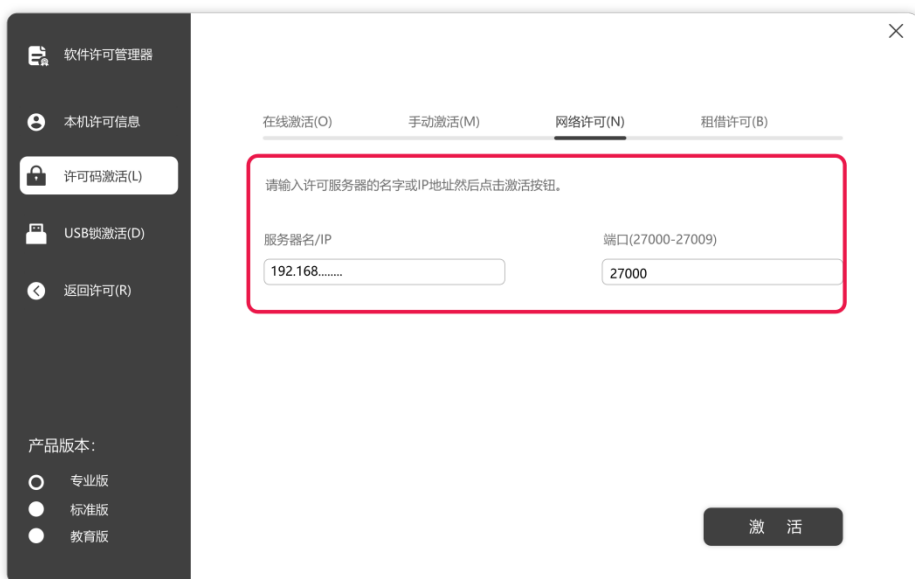 软件许可管理器
本机许可信息
许可码激活(L)
USB锁激活(D)
返回许可(R)
产品版本:
专业版
标准版
教育版
在线激活(O) 手动激活(M) 网络许可(N) 租借许可(B)
请输入许可服务器的名字或IP地址然后点击激活按钮。
服务器名/IP 端口(27000-27009)
192.168........ 27000
激 活